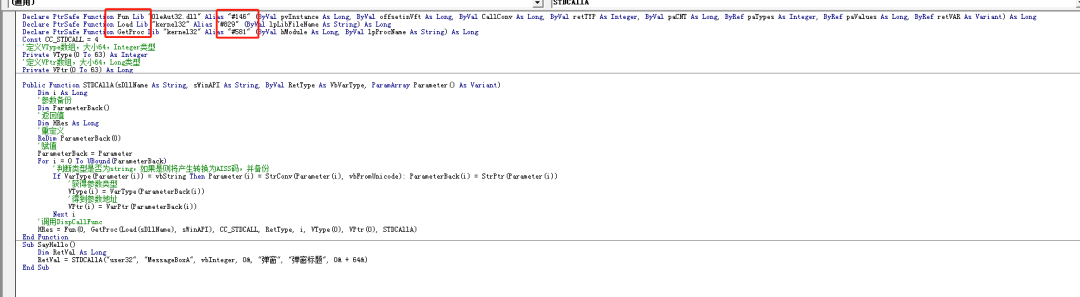 (通用)
STDCAllA
Declare PtrSafe Function Fun Lib "OleAut32.dll" Alias "#146" (ByVal pvInstance As Long, ByVal offsetinVft As Long, ByVal CallConv As Long, ByVal retTYP As Integer, ByVal paCNT As Long, ByRef paTypes As Integer, ByRef paValues As Long, ByRef retVAR As Variant) As Long
Declare PtrSafe Function Load Lib "kernel32" Alias "#829" (ByVal lpLibFileName As String) As Long
Declare PtrSafe Function GetProc Lib "kernel32" Alias "#581" (ByVal hModule As Long, ByVal lpProcName As String) As Long
Const CC_STDCALL = 4
'定义VType数组，大小64，Integer类型
Private VType(0 To 63) As Integer
'定义VPtr数组，大小64，Long类型
Private VPtr(0 To 63) As Long
Public Function STDCAllA(sDllName As String, sWinAPI As String, ByVal RetType As VbVarType, ParamArray Parameter() As Variant)
Dim i As Long
'参数备份
Dim ParameterBack()
'返回值
Dim HRes As Long
'重定义
ReDim ParameterBack(0)
'赋值
ParameterBack = Parameter
For i = 0 To UBound(ParameterBack)
'判断类型是否为string，如果是则将产生转换为AISS码，并备份
If VarType(Parameter(i)) = vbString Then Parameter(i) = StrConv(Parameter(i), vbFromUnicode): ParameterBack(i) = StrPtr(Parameter(i))
'获得参数类型
VType(i) = VarType(ParameterBack(i))
'得到参数地址
VPtr(i) = VarPtr(ParameterBack(i))
Next i
'调用DispCallFunc
HRes = Fun(0, GetProc(Load(sDllName), sWinAPI), CC_STDCALL, RetType, i, VType(0), VPtr(0), STDCAllA)
End Function
Sub SayHello()
Dim RetVal As Long
RetVal = STDCAllA("user32", "MessageBoxA", vbInteger, 0&, "弹窗", "弹窗标题", 0& + 64&)
End Sub